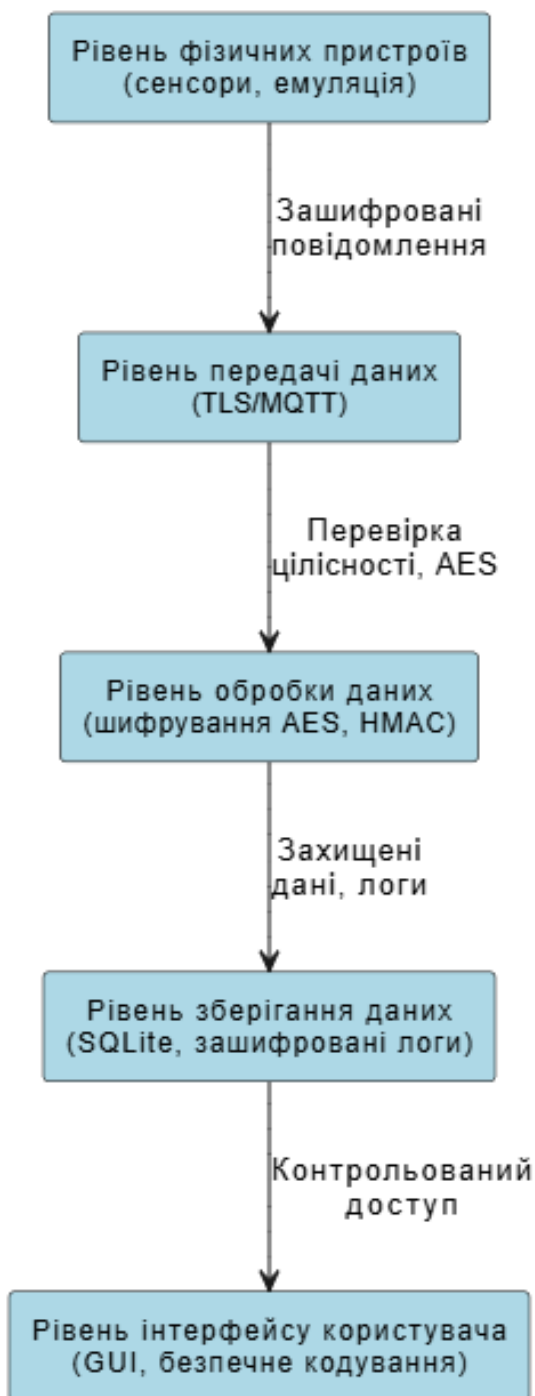 Рівень фізичних пристроїв
(сенсори, емуляція)
Зашифровані
повідомлення
Рівень передачі даних
(TLS/MQTT)
Перевірка
цілісності, AES
Рівень обробки даних
(шифрування AES, HMAC)
Захищені
дані, логи
Рівень зберігання даних
(SQLite, зашифровані логи)
Контрольований
доступ
Рівень інтерфейсу користувача
(GUI, безпечне кодування)